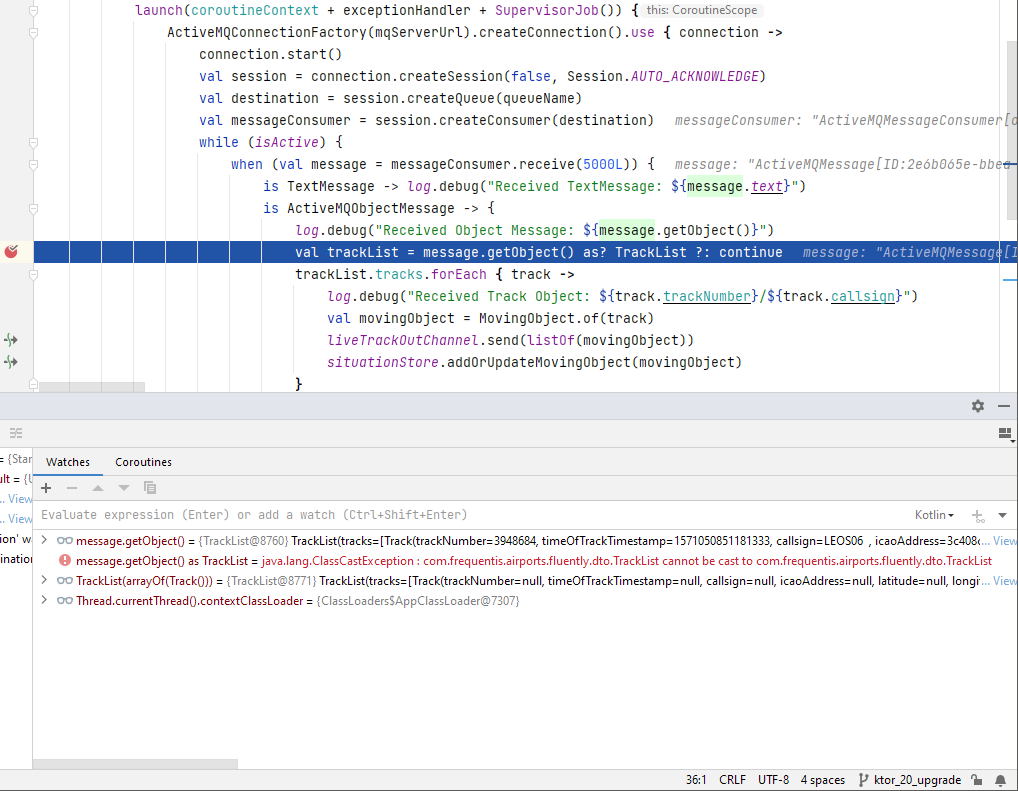 launch(coroutineContext + exceptionHandler + SupervisorJob()) { this: CoroutineScope
ActiveMQConnectionFactory(mqServerUrl).createConnection().use { connection ->
connection.start()
val session = connection.createSession(false, Session.AUTO_ACKNOWLEDGE)
val destination = session.createQueue(queueName)
val messageConsumer = session.createConsumer(destination) messageConsumer: "ActiveMQMessageConsumer[
while (isActive) {
when (val message = messageConsumer.receive(5000L)) { message: "ActiveMQMessage[ID:2e6b065e-bbea
is TextMessage -> log.debug("Received TextMessage: ${message.text}")
is ActiveMQObjectMessage -> {
log.debug("Received Object Message: ${message.getObject()}")
val trackList = message.getObject() as? TrackList ?: continue message: "ActiveMQMessage[I
trackList.tracks.forEach { track ->
log.debug("Received Track Object: ${track.trackNumber}/${track.callsign}")
val movingObject = MovingObject.of(track)
liveTrackOutChannel.send(listOf(movingObject))
situationStore.addOrUpdateMovingObject(movingObject)
}
= {Star
ult = {U
... View
... View
ion' w
nation
Watches Coroutines
Evaluate expression (Enter) or add a watch (Ctrl+Shift+Enter) Kotlin
message.getObject() = {TrackList@8760} TrackList(tracks=[Track(trackNumber=3948684, timeOfTrackTimestamp=1571050851181333, callsign=LEOS06 , icaoAddress=3c408... View
message.getObject() as TrackList = java.lang.ClassCastException : com.frequentis.airports.fluently.dto.TrackList cannot be cast to com.frequentis.airports.fluently.dto.TrackList
TrackList(arrayOf(Track())) = {TrackList@8771} TrackList(tracks=[Track(trackNumber=null, timeOfTrackTimestamp=null, callsign=null, icaoAddress=null, latitude=null, longi... View
Thread.currentThread().contextClassLoader = {ClassLoaders$AppClassLoader@7307}
36:1 CRLF UTF-8 4 spaces ktor_20_upgrade